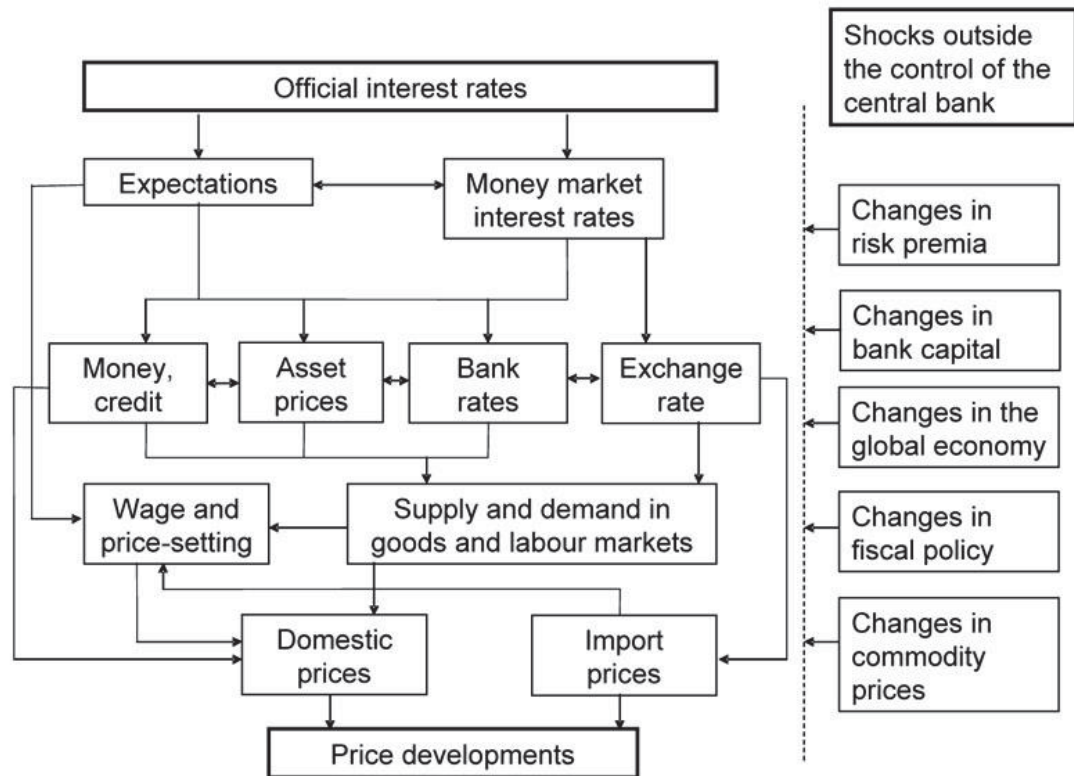 Official interest rates
Shocks outside
the control of the
central bank
Expectations
Money market
interest rates
Changes in
risk premia
Changes in
bank capital
Money,
credit
Asset
prices
Bank
rates
Exchange
rate
Changes in the
global economy
Wage and
price-setting
Supply and demand in
goods and labour markets
Changes in
fiscal policy
Domestic
prices
Import
prices
Changes in
commodity
prices
Price developments